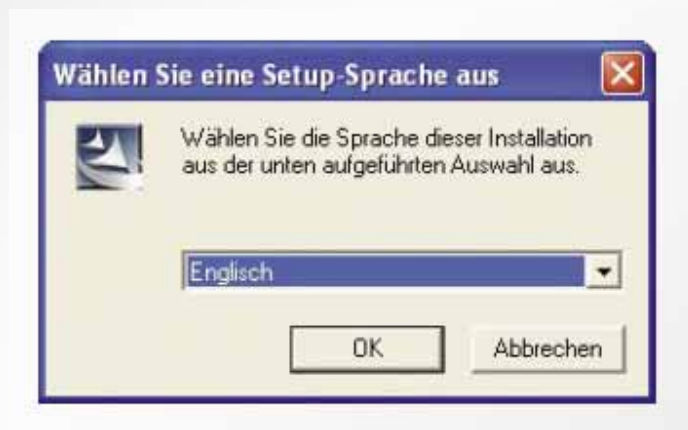 Wählen Sie eine Setup-Sprache aus
Wählen Sie die Sprache dieser Installation
aus der unten aufgeführten Auswahl aus.
Englisch
OK
Abbrechen